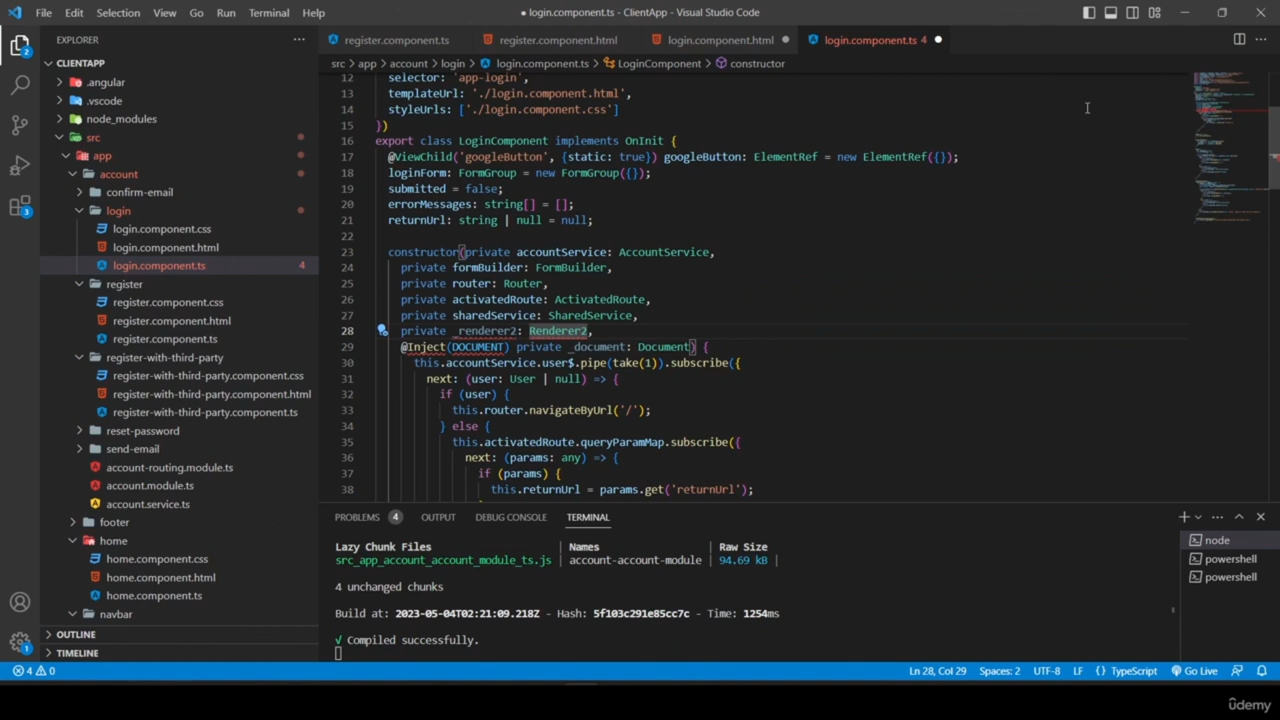 File Edit Selection View Go Run Terminal Help
● login.component.ts - ClientApp - Visual Studio Code
EXPLORER
CLIENTAPP
.angular
.vscode
node_modules
src
app
account
confirm-email
login
login.component.css
login.component.html
login.component.ts 4
register
register.component.css
register.component.html
register.component.ts
register-with-third-party
register-with-third-party.component.css
register-with-third-party.component.html
register-with-third-party.component.ts
reset-password
send-email
account-routing.module.ts
account.module.ts
account.service.ts
footer
home
home.component.css
home.component.html
home.component.ts
navbar
OUTLINE
TIMELINE
2
3
1
register.component.ts register.component.html login.component.html ● login.component.ts 4 ●
src > app > account > login > login.component.ts > LoginComponent > constructor
12 selector: 'app-login',
13 templateUrl: './login.component.html',
14 styleUrls: ['./login.component.css']
15 })
16 export class LoginComponent implements OnInit {
17 @ViewChild('googleButton', {static: true}) googleButton: ElementRef = new ElementRef({});
18 loginForm: FormGroup = new FormGroup({});
19 submitted = false;
20 errorMessages: string[] = [];
21 returnUrl: string | null = null;
22
23 constructor(private accountService: AccountService,
24 private formBuilder: FormBuilder,
25 private router: Router,
26 private activatedRoute: ActivatedRoute,
27 private sharedService: SharedService,
28 private _renderer2: Renderer2,
29 @Inject(DOCUMENT) private _document: Document) {
30 this.accountService.user$.pipe(take(1)).subscribe({
31 next: (user: User | null) => {
32 if (user) {
33 this.router.navigateByUrl('/');
34 } else {
35 this.activatedRoute.queryParamMap.subscribe({
36 next: (params: any) => {
37 if (params) {
38 this.returnUrl = params.get('returnUrl');
PROBLEMS 4 OUTPUT DEBUG CONSOLE TERMINAL
Lazy Chunk Files | Names | Raw Size
src_app_account_account_module_ts.js | account-account-module | 94.69 kB |
4 unchanged chunks
Build at: 2023-05-04T02:21:09.218Z - Hash: 5f103c291e85cc7c - Time: 1254ms
√ Compiled successfully.
node
powershell
powershell
4 0
Ln 28, Col 29 Spaces: 2 UTF-8 LF {} TypeScript Go Live
ûdemy